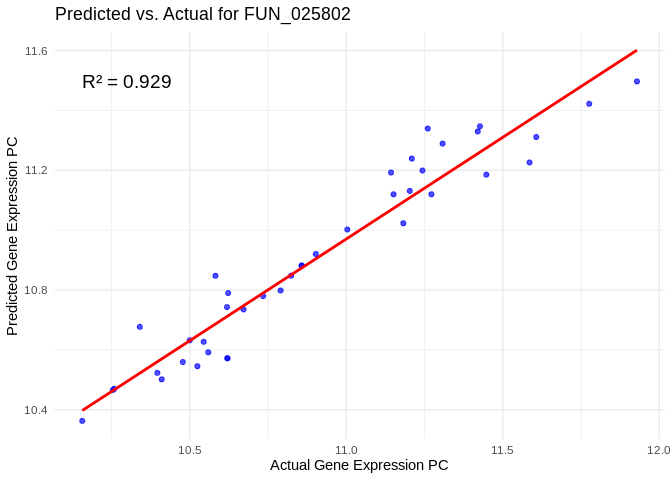 Predicted vs. Actual for FUN_025802
R² = 0.929
11.6
11.2
10.8
10.4
Predicted Gene Expression PC
10.5
11.0
11.5
12.0
Actual Gene Expression PC